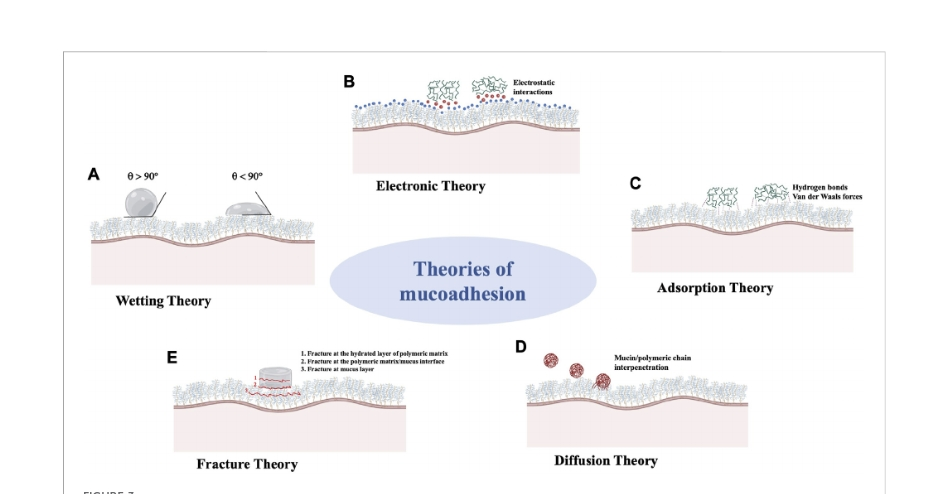 A
θ > 90°
θ < 90°
Wetting Theory
B
Electrostatic
interactions
Electronic Theory
C
Hydrogen bonds
Van der Waals forces
Adsorption Theory
Theories of
mucoadhesion
E
1. Fracture at the hydrated layer of polymeric matrix
2. Fracture at the polymeric matrix/mucus interface
3. Fracture at mucus layer
Fracture Theory
D
Mucin/polymeric chain
interpenetration
Diffusion Theory